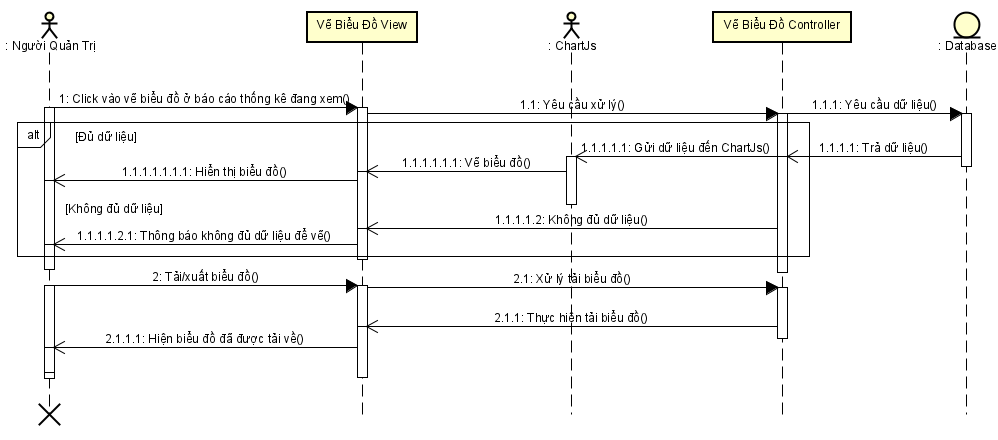 : Người Quản Trị
Vẽ Biểu Đồ View
: ChartJs
Vẽ Biểu Đồ Controller
: Database
1: Click vào vẽ biểu đồ ở báo cáo thống kê đang xem()
1.1: Yêu cầu xử lý()
1.1.1: Yêu cầu dữ liệu()
alt
[Đủ dữ liệu]
1.1.1.1: Trả dữ liệu()
1.1.1.1.1: Gửi dữ liệu đến ChartJs()
1.1.1.1.1.1: Vẽ biểu đồ()
1.1.1.1.1.1.1: Hiển thị biểu đồ()
[Không đủ dữ liệu]
1.1.1.1.2: Không đủ dữ liệu()
1.1.1.1.2.1: Thông báo không đủ dữ liệu để vẽ()
2: Tải/xuất biểu đồ()
2.1: Xử lý tải biểu đồ()
2.1.1: Thực hiện tải biểu đồ()
2.1.1.1: Hiện biểu đồ đã được tải về()